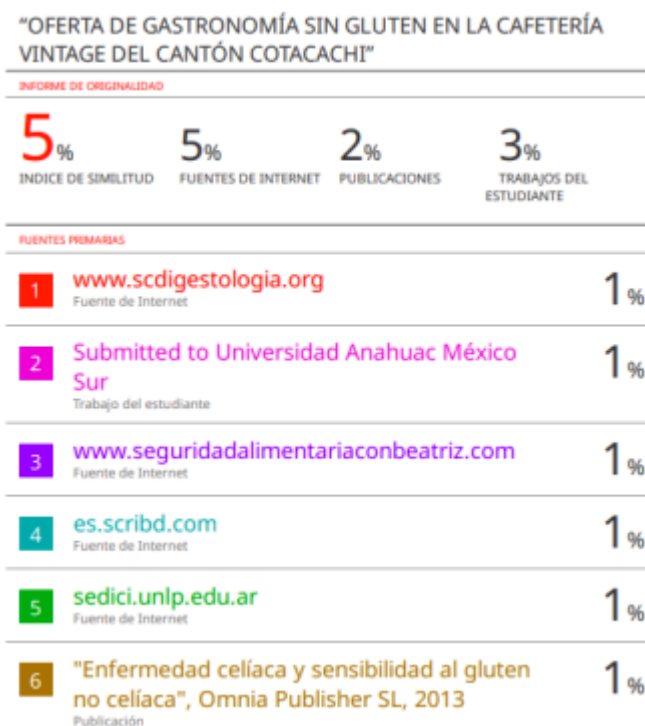 “OFERTA DE GASTRONOMÍA SIN GLUTEN EN LA CAFETERÍA
VINTAGE DEL CANTÓN COTACACHI”
INFORME DE ORIGINALIDAD
5%
INDICE DE SIMILITUD
5%
FUENTES DE INTERNET
2%
PUBLICACIONES
3%
TRABAJOS DEL
ESTUDIANTE
FUENTES PRIMARIAS
1
www.scdigestologia.org
Fuente de Internet
1%
2
Submitted to Universidad Anahuac México
Sur
Trabajo del estudiante
1%
3
www.seguridadalimentariaconbeatriz.com
Fuente de Internet
1%
4
es.scribd.com
Fuente de Internet
1%
5
sedici.unlp.edu.ar
Fuente de Internet
1%
6
"Enfermedad celíaca y sensibilidad al gluten
no celíaca", Omnia Publisher SL, 2013
Publicación
1%